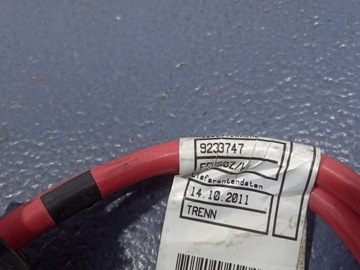 9233747
Lieferantendaten
14.10.2011
TRENN